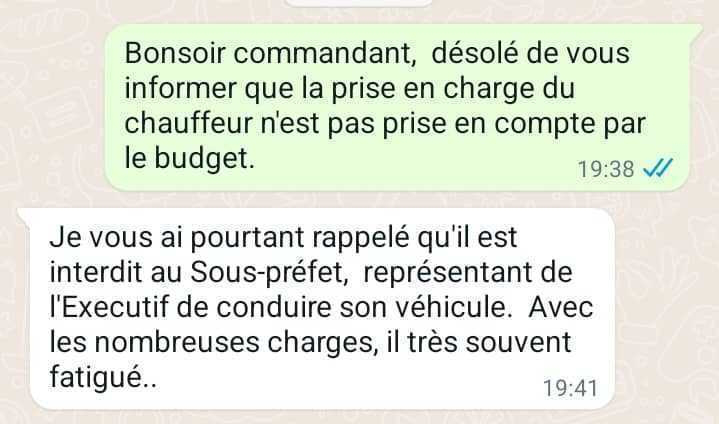 Bonsoir commandant, désolé de vous
informer que la prise en charge du
chauffeur n'est pas prise en compte par
le budget.
19:38
Je vous ai pourtant rappelé qu'il est
interdit au Sous-préfet, représentant de
l'Executif de conduire son véhicule. Avec
les nombreuses charges, il très souvent
fatigué..
19:41